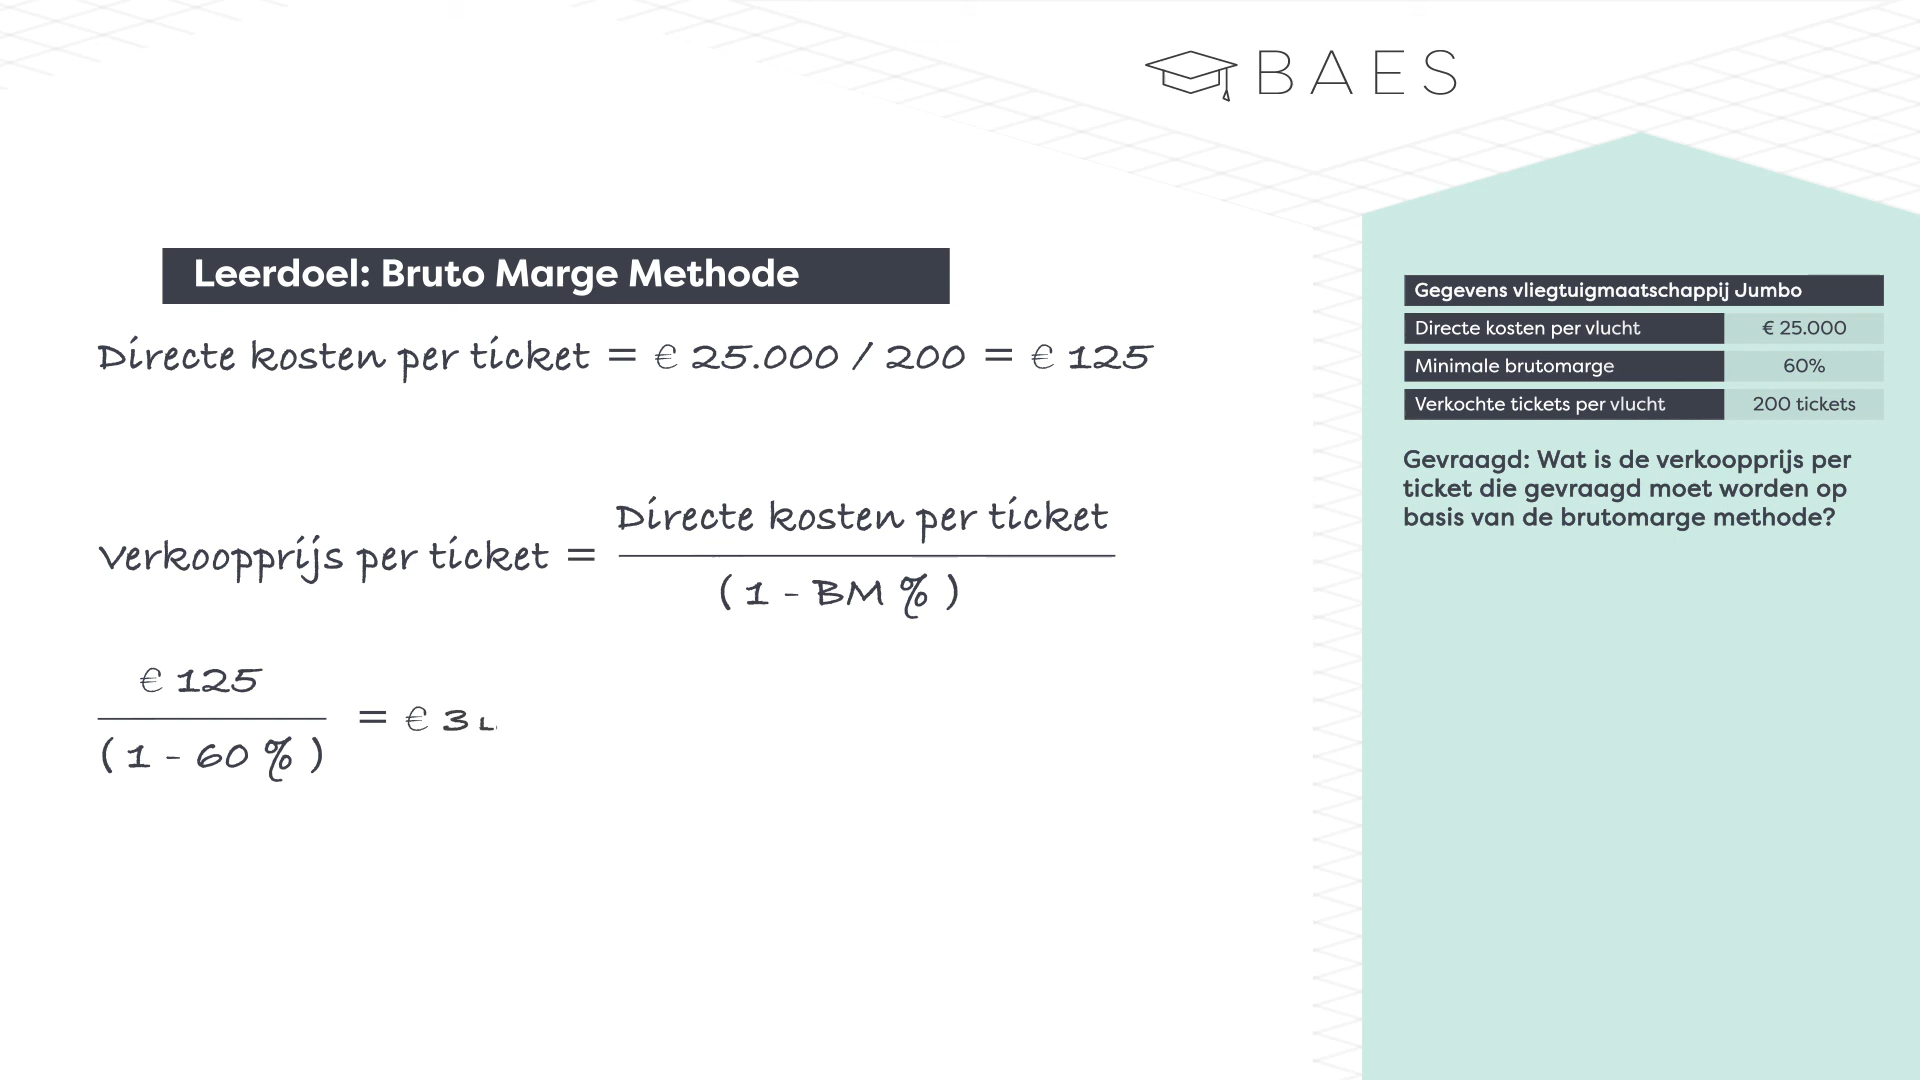 BAES
Leerdoel: Bruto Marge Methode
Directe kosten per ticket = € 25.000 / 200 = € 125
Verkoopprijs per ticket =
Directe kosten per ticket
( 1 - BM % )
€ 125
( 1 - 60 % )
= € 3
Gegevens vliegtuigmaatschappij Jumbo
Directe kosten per vlucht € 25.000
Minimale brutomarge 60%
Verkochte tickets per vlucht 200 tickets
Gevraagd: Wat is de verkoopprijs per
ticket die gevraagd moet worden op
basis van de brutomarge methode?